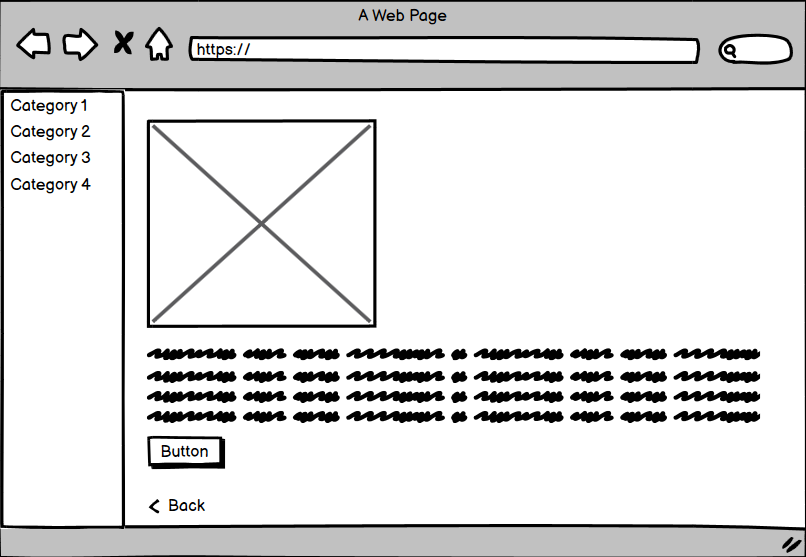 A Web Page
https://
Category 1
Category 2
Category 3
Category 4
Button
Back